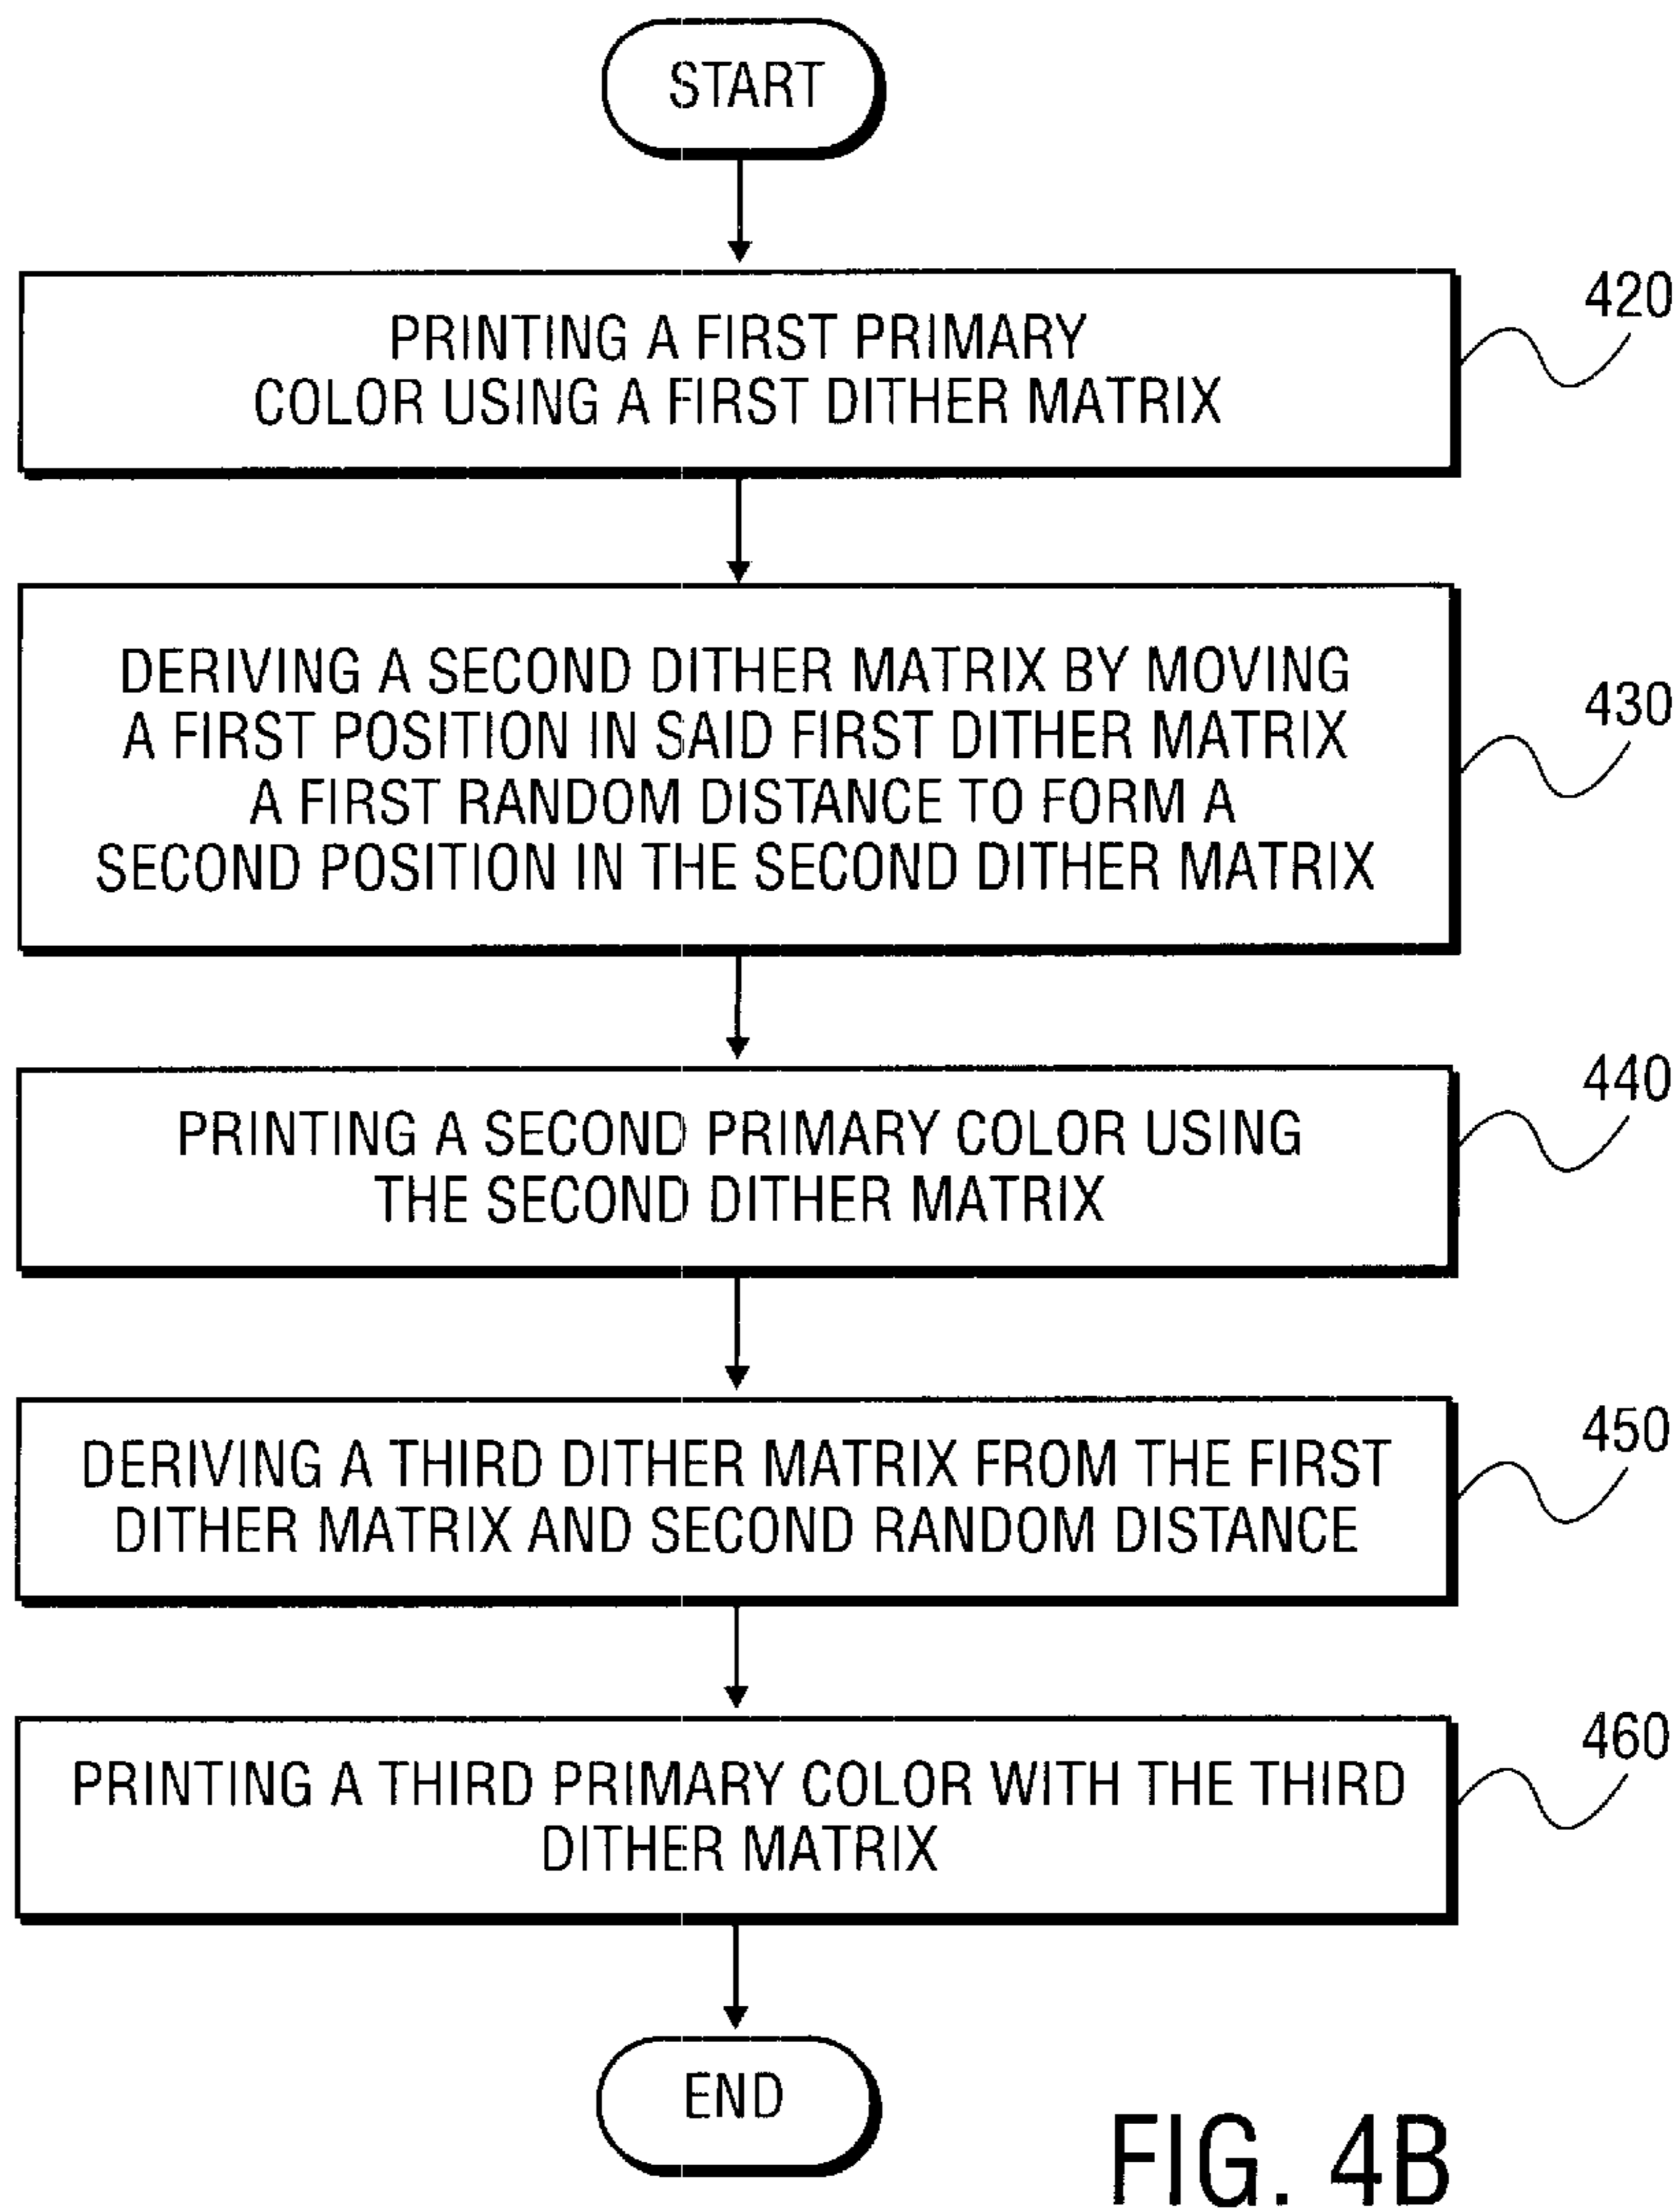 START
PRINTING A FIRST PRIMARY
COLOR USING A FIRST DITHER MATRIX
420
DERIVING A SECOND DITHER MATRIX BY MOVING
A FIRST POSITION IN SAID FIRST DITHER MATRIX
A FIRST RANDOM DISTANCE TO FORM A
SECOND POSITION IN THE SECOND DITHER MATRIX
430
PRINTING A SECOND PRIMARY COLOR USING
THE SECOND DITHER MATRIX
440
DERIVING A THIRD DITHER MATRIX FROM THE FIRST
DITHER MATRIX AND SECOND RANDOM DISTANCE
450
PRINTING A THIRD PRIMARY COLOR WITH THE THIRD
DITHER MATRIX
460
END
FIG. 4B